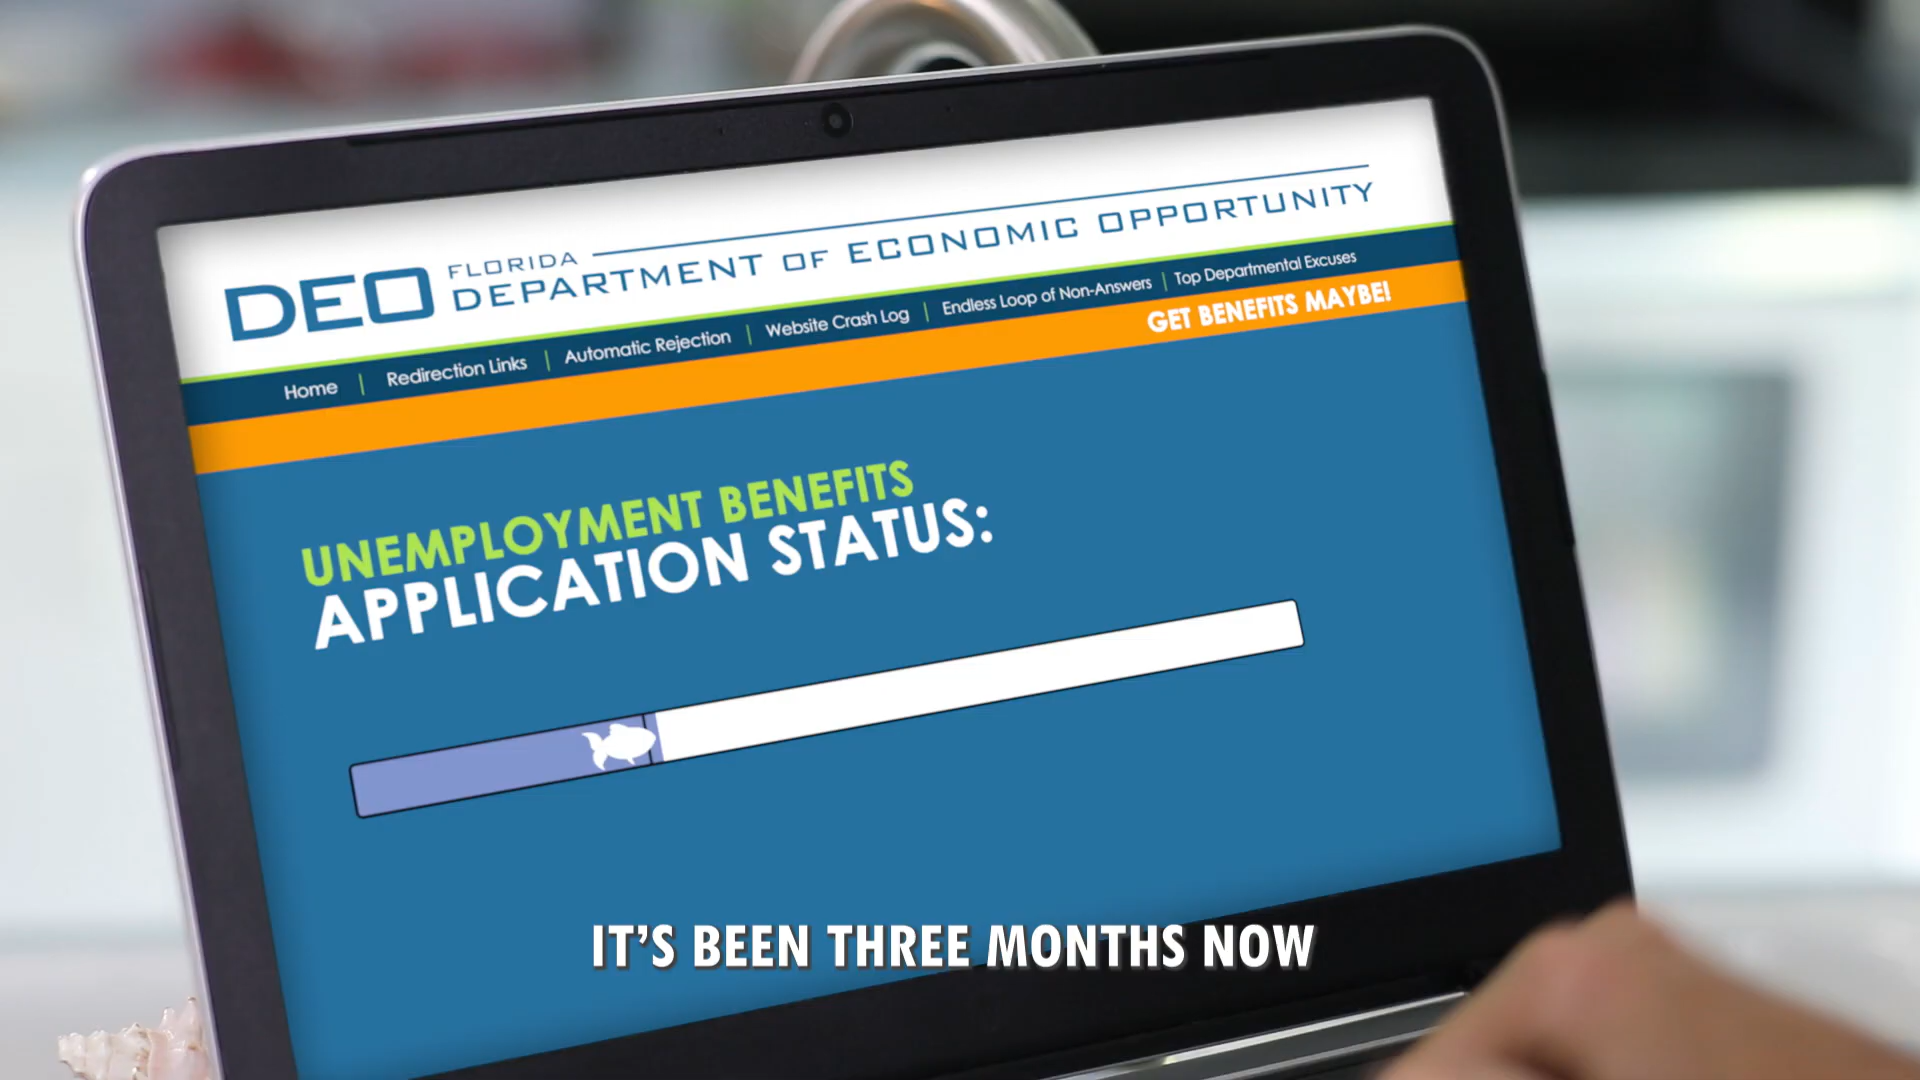 DEO FLORIDA
DEPARTMENT OF ECONOMIC OPPORTUNITY
Home | Redirection Links | Automatic Rejection | Website Crash Log | Endless Loop of Non-Answers | Top Departmental Excuses
GET BENEFITS MAYBE!
UNEMPLOYMENT BENEFITS
APPLICATION STATUS:
IT'S BEEN THREE MONTHS NOW